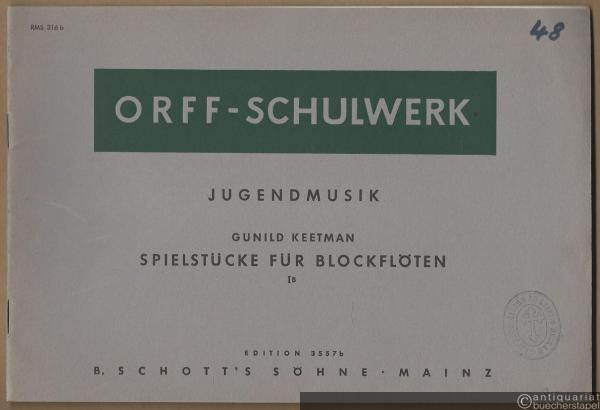 RMS 316 b
48
ORFF-SCHULWERK
JUGENDMUSIK
GUNILD KEETMAN
SPIELSTÜCKE FÜR BLOCKFLÖTEN
IB
EDITION 3557b
B. SCHOTT'S SÖHNE · MAINZ
antiquariat
buecherstapel